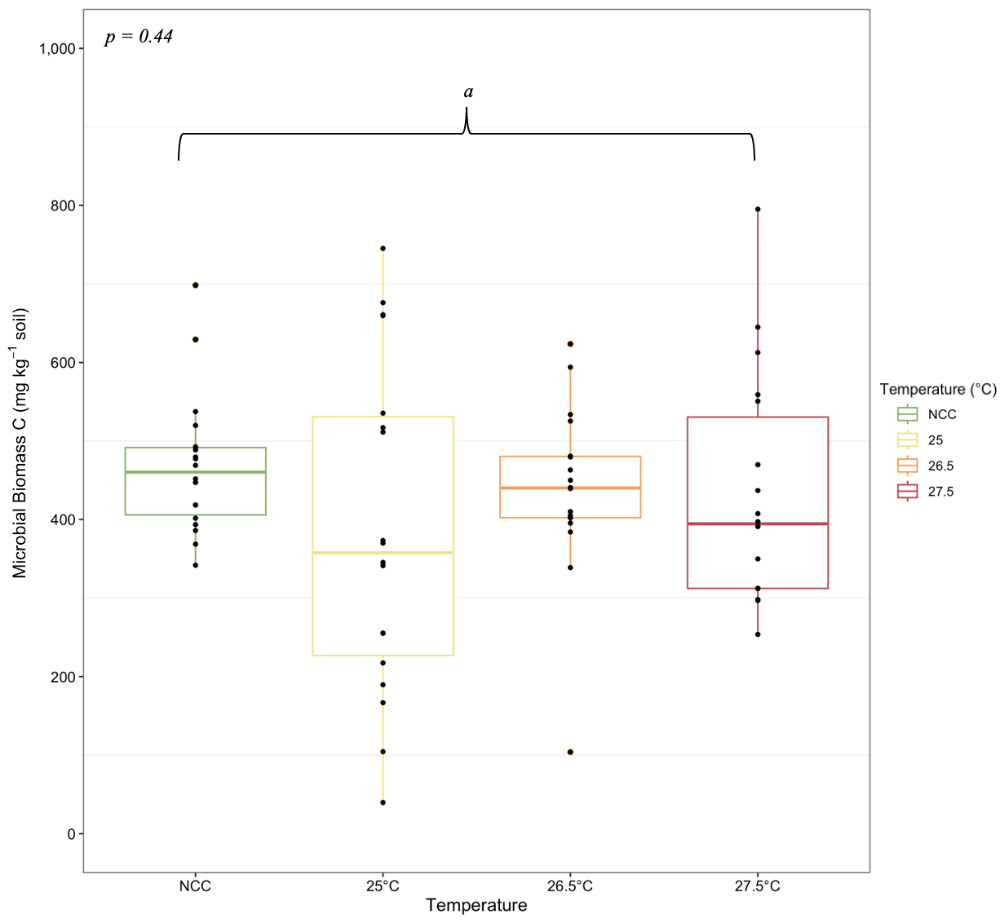 p = 0.44
a
1,000
800
600
400
200
0
Microbial Biomass C (mg kg⁻¹ soil)
NCC
25°C
26.5°C
27.5°C
Temperature
Temperature (°C)
NCC
25
26.5
27.5